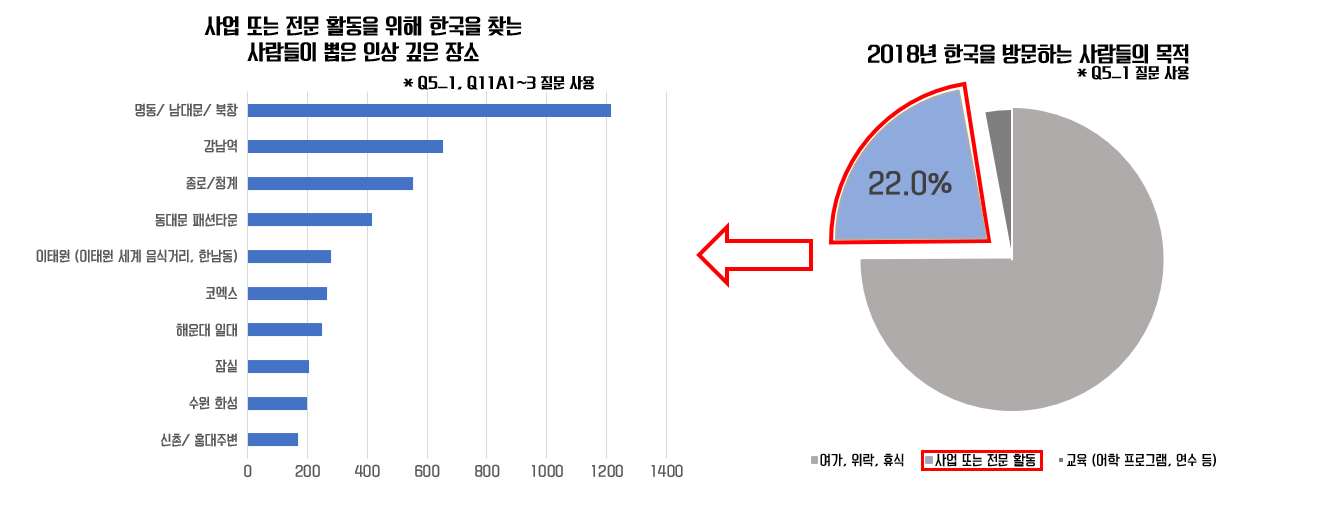 사업 또는 전문 활동을 위해 한국을 찾는
사람들이 뽑은 인상 깊은 장소
* Q5_1, Q11A1~3 질문 사용
명동/ 남대문/ 북창
강남역
종로/청계
동대문 패션타운
이태원 (이태원 세계 음식거리, 한남동)
코엑스
해운대 일대
잠실
수원 화성
신촌/ 홍대주변
0 200 400 600 800 1000 1200 1400
2018년 한국을 방문하는 사람들의 목적
* Q5_1 질문 사용
22.0%
여가, 위락, 휴식 사업 또는 전문 활동 교육 (어학 프로그램, 연수 등)